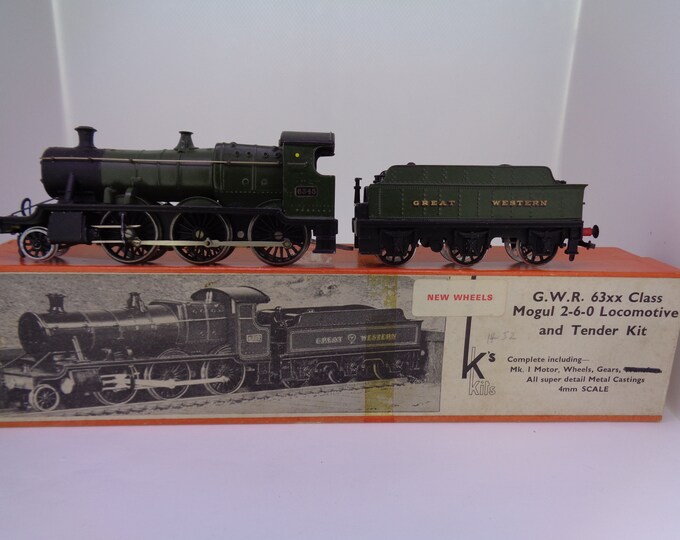 GREAT WESTERN
NEW WHEELS
G.W.R. 63xx Class
Mogul 2-6-0 Locomotive
and Tender Kit
GREAT WESTERN
k's
Kits
Complete including—
Mk. I Motor, Wheels, Gears,
All super detail Metal Castings
4mm SCALE